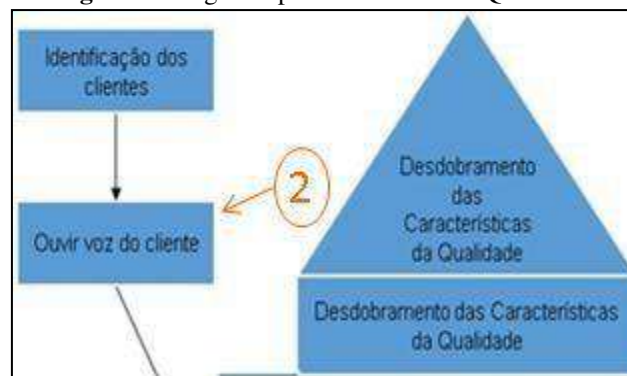 Identificação dos
clientes
Ouvir voz do cliente
2
Desdobramento
das
Características
da Qualidade
Desdobramento das Características
da Qualidade